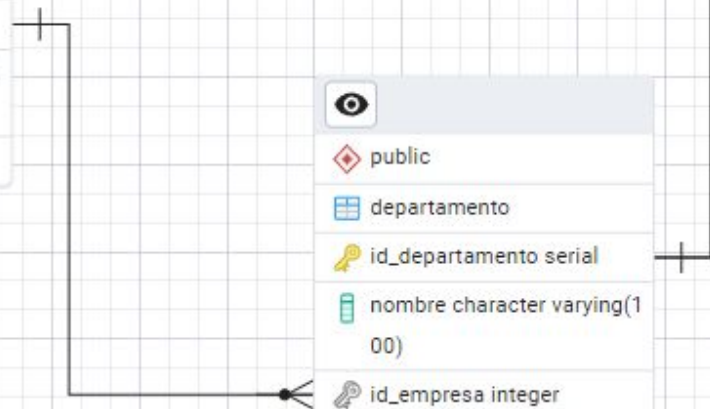 public
departamento
id_departamento serial
nombre character varying(1
00)
id_empresa integer